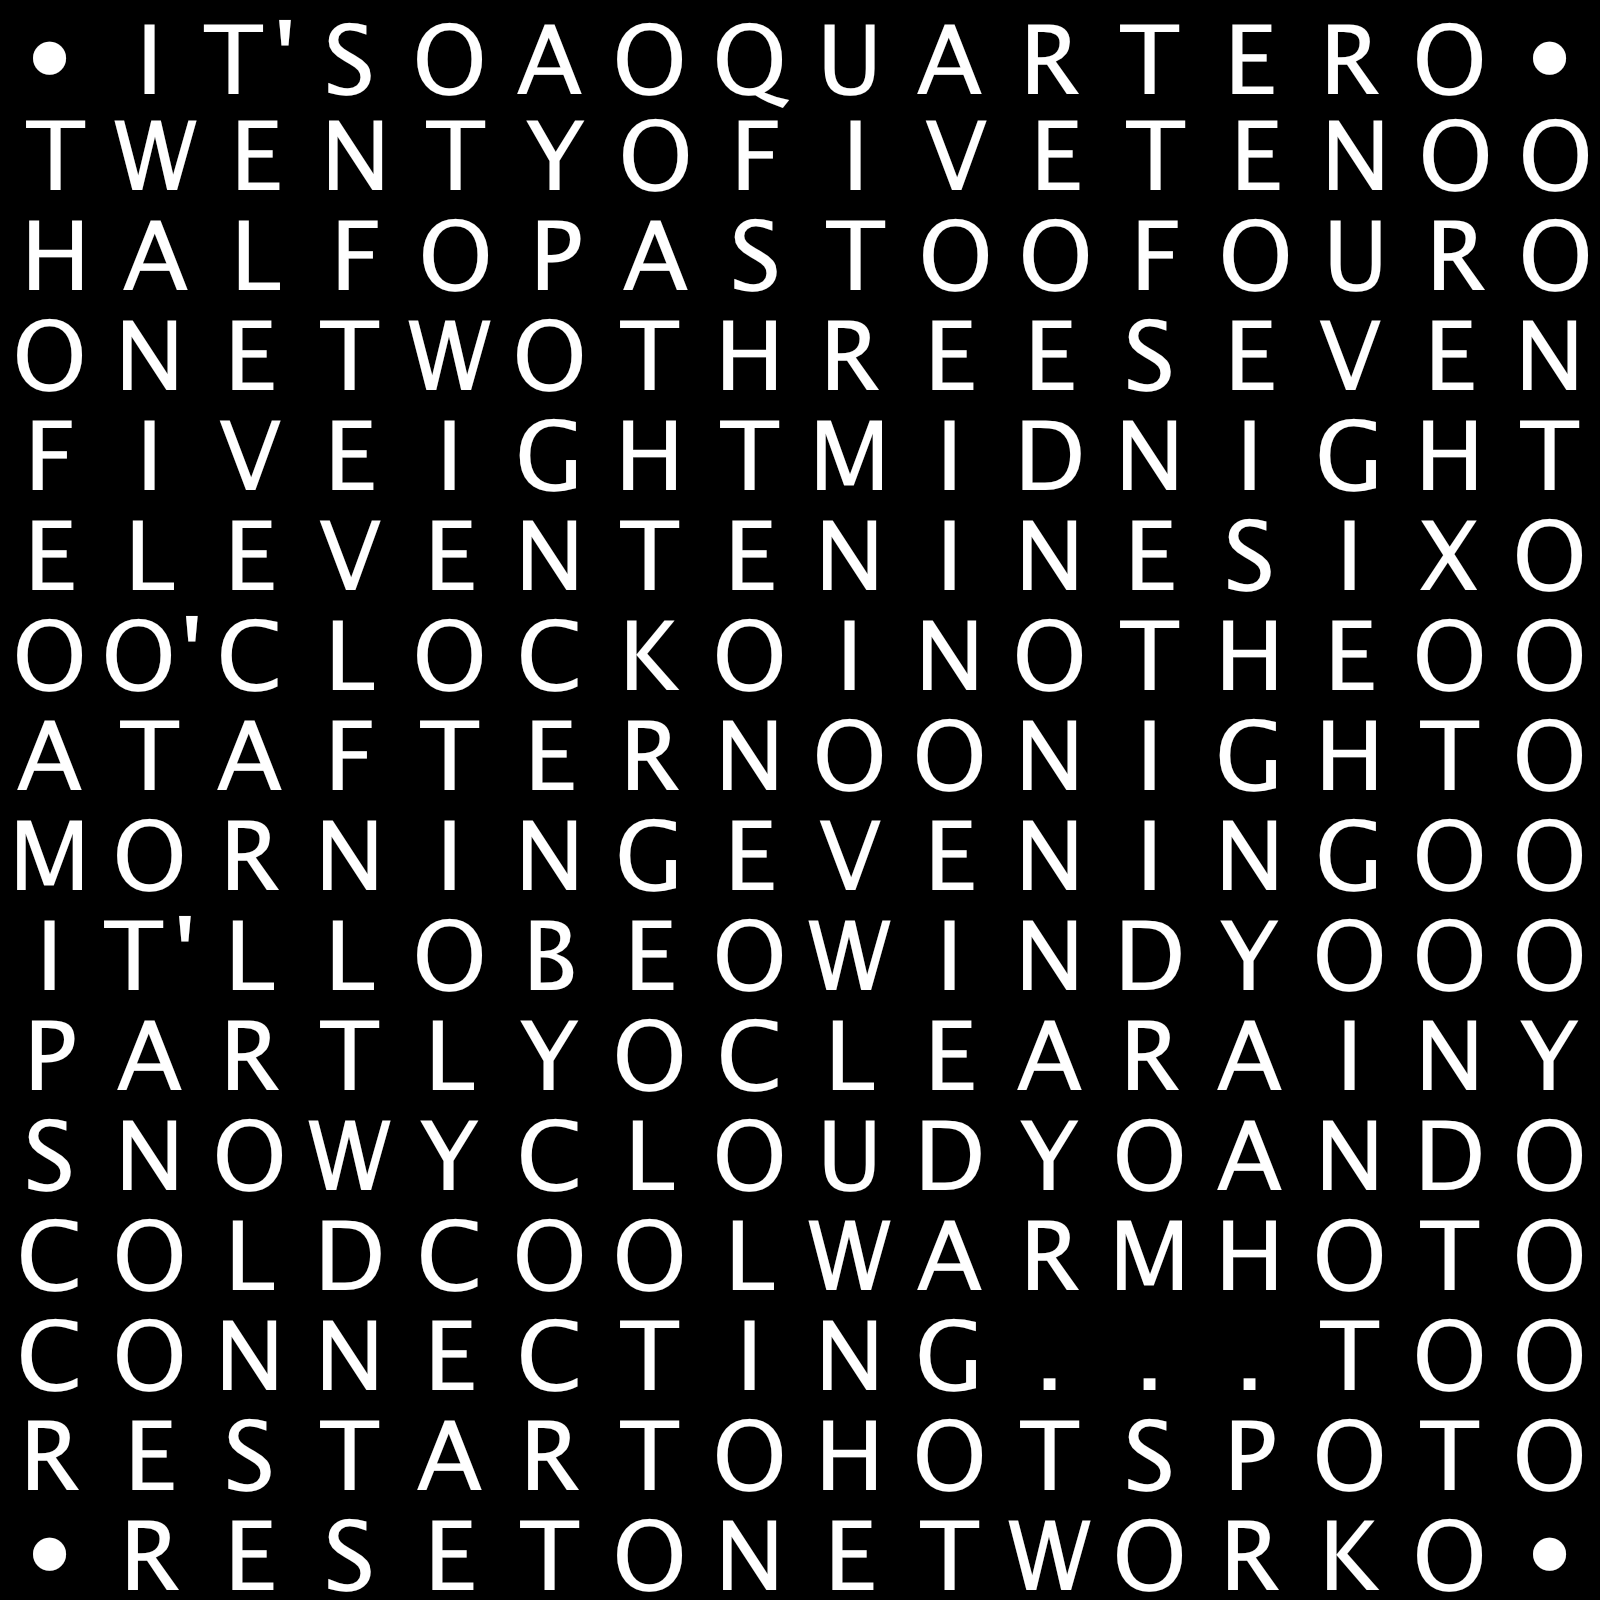 • I T' S O A O Q U A R T E R O •
T W E N T Y O F I V E T E N O O
H A L F O P A S T O O F O U R O
O N E T W O T H R E E S E V E N
F I V E I G H T M I D N I G H T
E L E V E N T E N I N E S I X O
O O' C L O C K O I N O T H E O O
A T A F T E R N O O N I G H T O
M O R N I N G E V E N I N G O O
I T' L L O B E O W I N D Y O O O
P A R T L Y O C L E A R A I N Y
S N O W Y C L O U D Y O A N D O
C O L D C O O L W A R M H O T O
C O N N E C T I N G . . . T O O
R E S T A R T O H O T S P O T O
• R E S E T O N E T W O R K O •